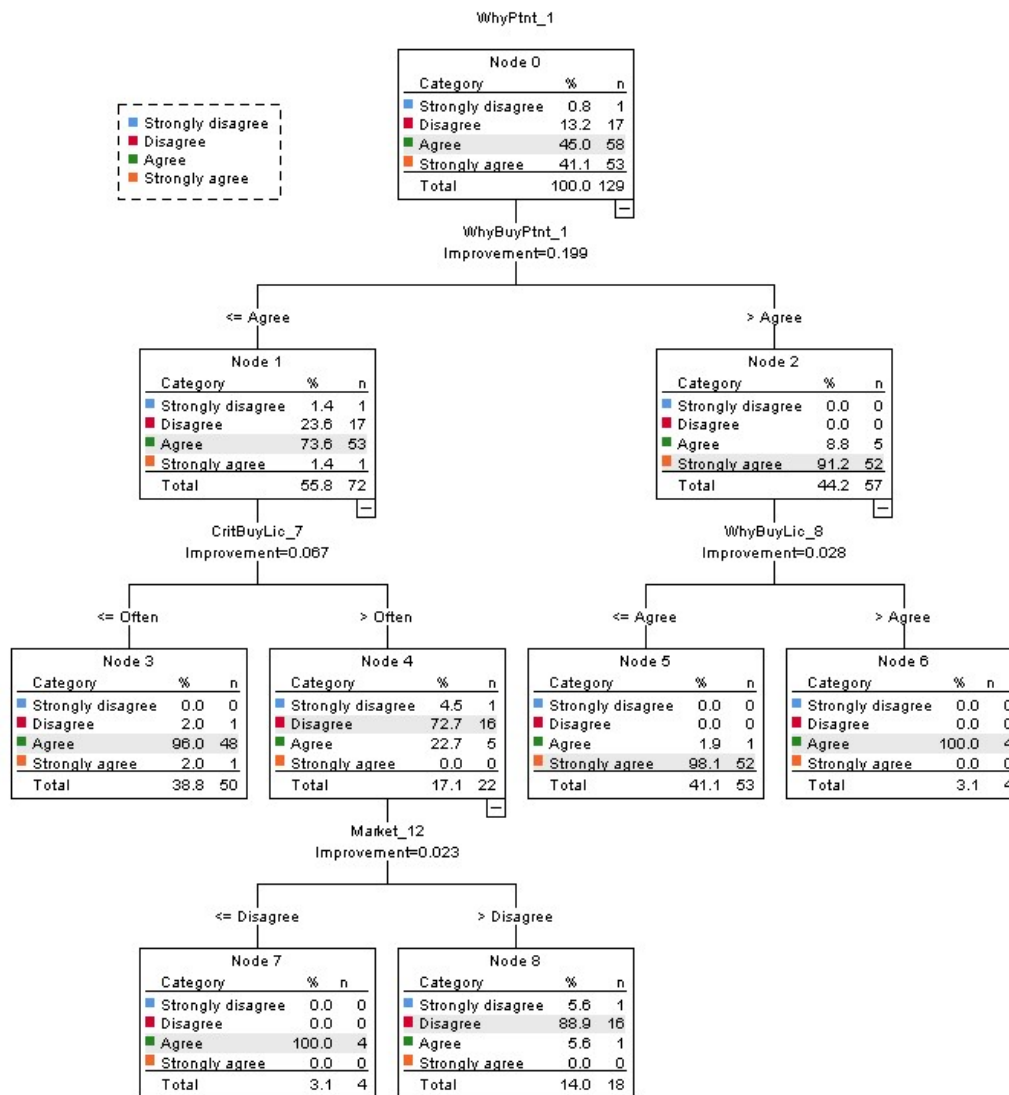 WhyPtnt_1
Strongly disagree
Disagree
Agree
Strongly agree
Node 0
Category % n
Strongly disagree 0.8 1
Disagree 13.2 17
Agree 45.0 58
Strongly agree 41.1 53
Total 100.0 129
WhyBuyPtnt_1
Improvement=0.199
<= Agree
> Agree
Node 1
Category % n
Strongly disagree 1.4 1
Disagree 23.6 17
Agree 73.6 53
Strongly agree 1.4 1
Total 55.8 72
Node 2
Category % n
Strongly disagree 0.0 0
Disagree 0.0 0
Agree 8.8 5
Strongly agree 91.2 52
Total 44.2 57
CritBuyLic_7
Improvement=0.067
WhyBuyLic_8
Improvement=0.028
<= Often
> Often
<= Agree
> Agree
Node 3
Category % n
Strongly disagree 0.0 0
Disagree 2.0 1
Agree 96.0 48
Strongly agree 2.0 1
Total 38.8 50
Node 4
Category % n
Strongly disagree 4.5 1
Disagree 72.7 16
Agree 22.7 5
Strongly agree 0.0 0
Total 17.1 22
Node 5
Category % n
Strongly disagree 0.0 0
Disagree 0.0 0
Agree 1.9 1
Strongly agree 98.1 52
Total 41.1 53
Node 6
Category % n
Strongly disagree 0.0 0
Disagree 0.0 0
Agree 100.0 4
Strongly agree 0.0 0
Total 3.1 4
Market_12
Improvement=0.023
<= Disagree
> Disagree
Node 7
Category % n
Strongly disagree 0.0 0
Disagree 0.0 0
Agree 100.0 4
Strongly agree 0.0 0
Total 3.1 4
Node 8
Category % n
Strongly disagree 5.6 1
Disagree 88.9 16
Agree 5.6 1
Strongly agree 0.0 0
Total 14.0 18